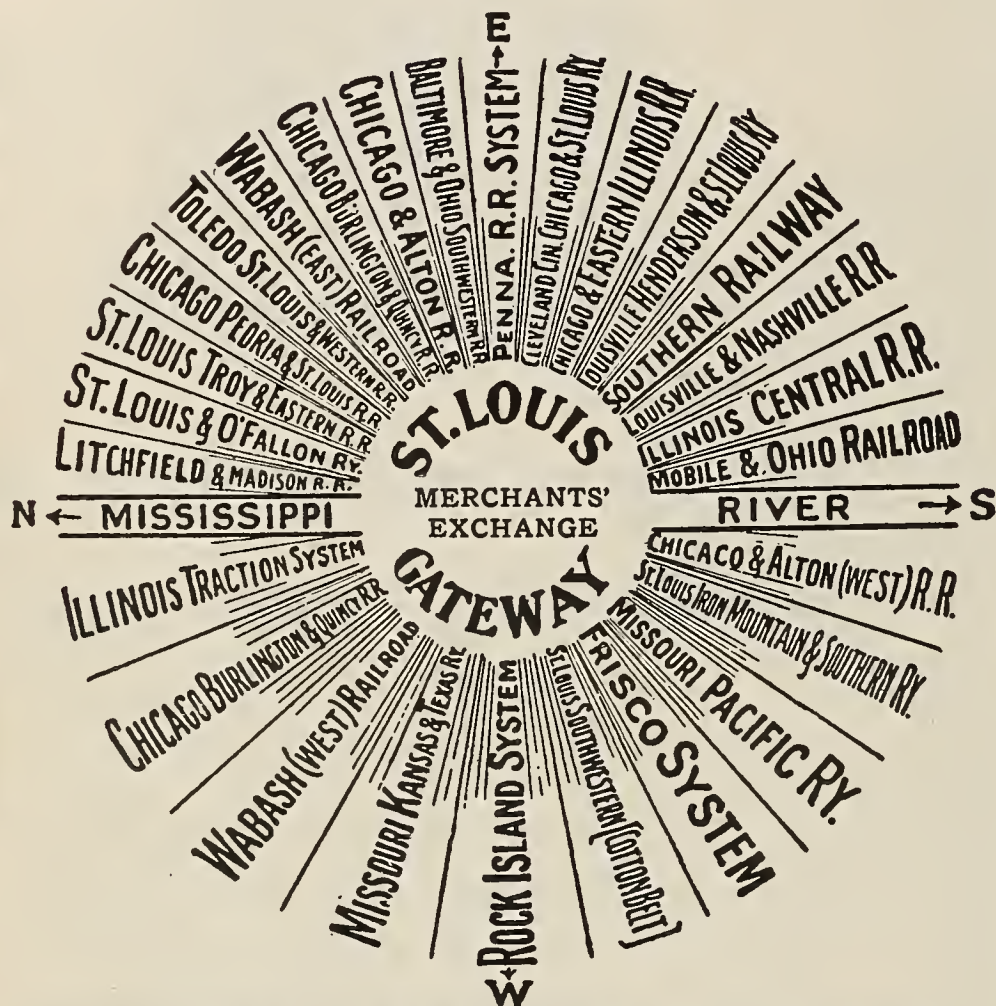 E
LITCHFIELD & MADISON R.R.
ST. LOUIS & O'FALLON RY.
ST. LOUIS TROY & EASTERN R.R.
CHICAGO PEORIA & ST. LOUIS R.R.
TOLEDO ST. LOUIS & WESTERN R.R.
WABASH (EAST) RAILROAD
CHICAGO BURLINGTON & QUINCY R.R.
CHICAGO & ALTON R.R.
BALTIMORE & OHIO SOUTHWESTERN R.R.
PENNA. R.R. SYSTEM
CLEVELAND CIN. CHICAGO & ST. LOUIS RY.
CHICAGO & EASTERN ILLINOIS R.R.
LOUISVILLE HENDERSON & ST. LOUIS RY
SOUTHERN RAILWAY
LOUISVILLE & NASHVILLE R.R.
ILLINOIS CENTRAL R.R.
MOBILE & OHIO RAILROAD
ST. LOUIS
MERCHANTS'
EXCHANGE
GATEWAY
N ← MISSISSIPPI
RIVER → S
ILLINOIS TRACTION SYSTEM
CHICAGO BURLINGTON & QUINCY R.R.
WABASH (WEST) RAILROAD
MISSOURI KANSAS & TEXAS RY.
ROCK ISLAND SYSTEM
ST. LOUIS SOUTHWESTERN (COTTON BELT)
FRISCO SYSTEM
MISSOURI PACIFIC RY.
ST. LOUIS IRON MOUNTAIN & SOUTHERN RY.
CHICAGO & ALTON (WEST) R.R.
W